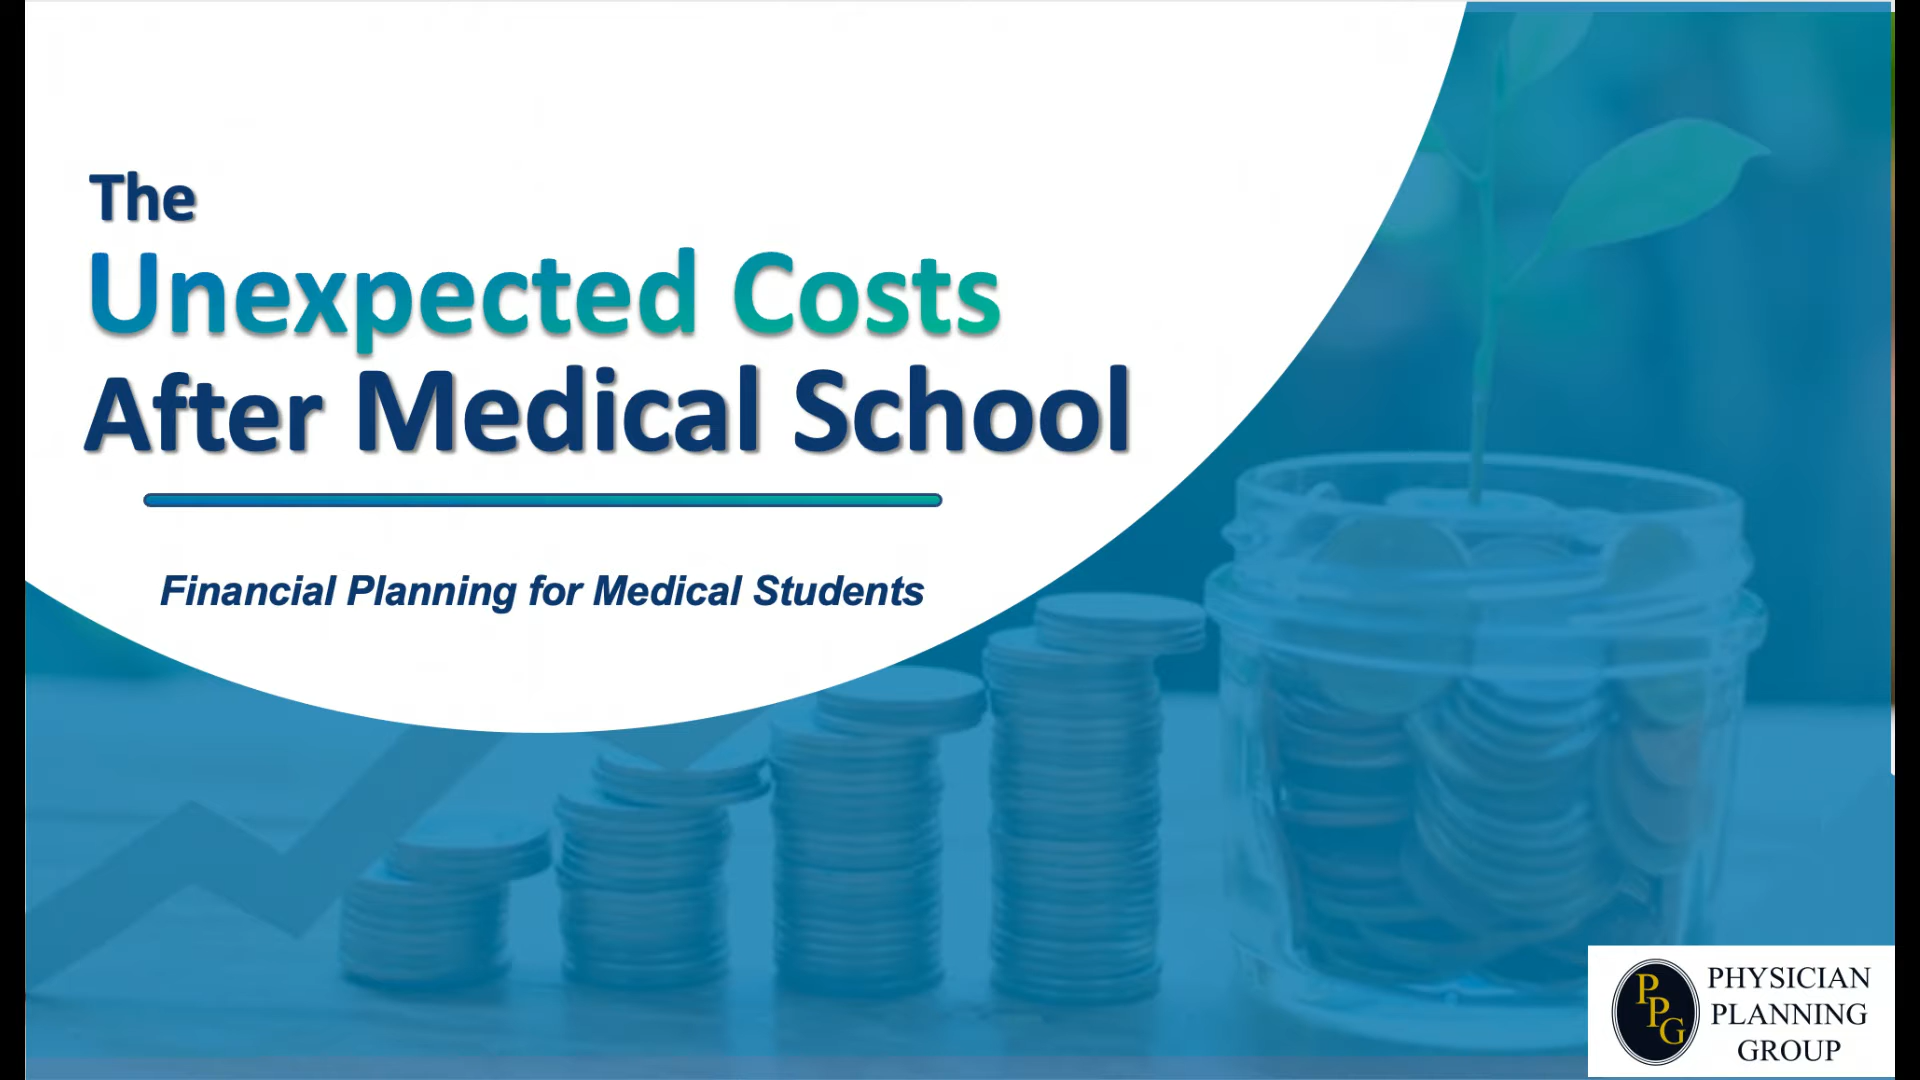 The
Unexpected Costs
After Medical School
Financial Planning for Medical Students
PPG
PHYSICIAN
PLANNING
GROUP